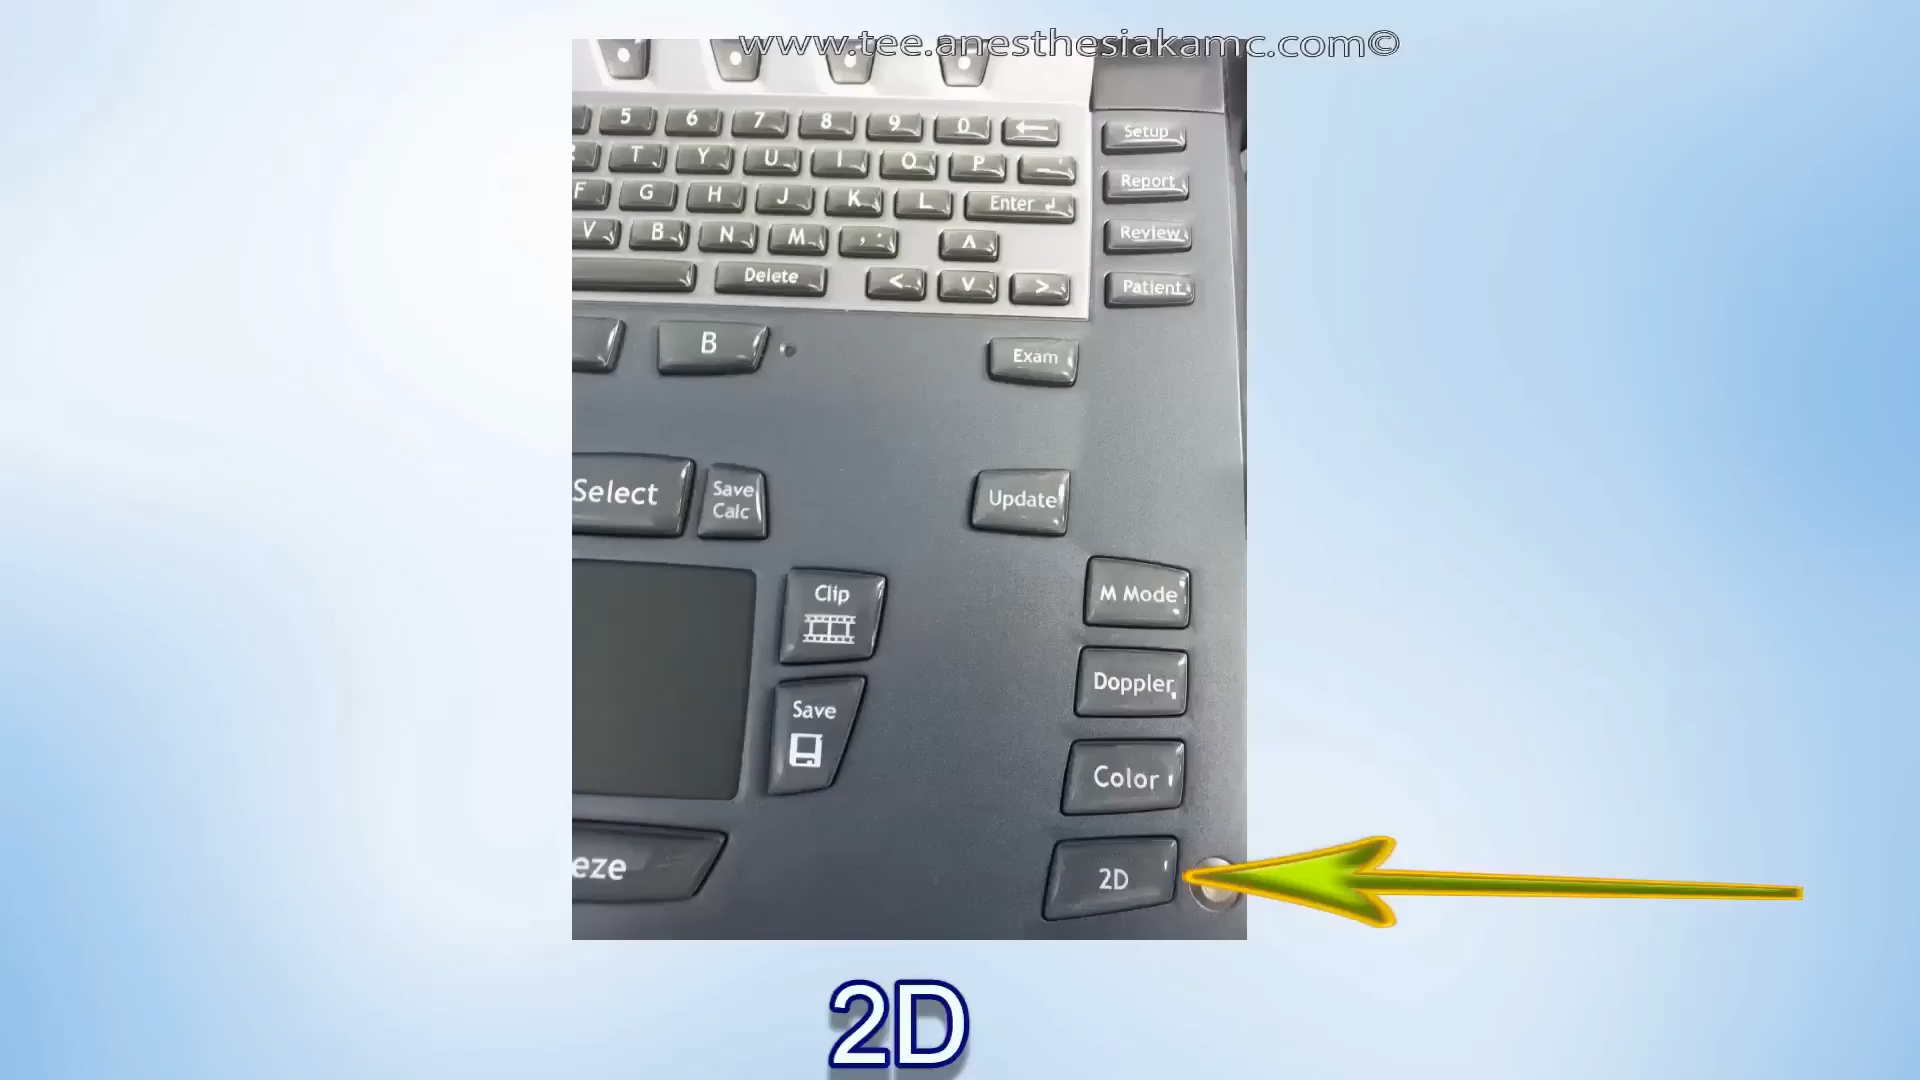 www.tee.anesthesiakamc.com©
5 6 7 8 9 0 ←
T Y U I O P
F G H J K L Enter ↲
V B N M , : ^
Delete < v >
Setup
Report
Review
Patient
B
Exam
Select
Save
Calc
Update
Clip
M Mode
Doppler
Save
Color
eze
2D
2D